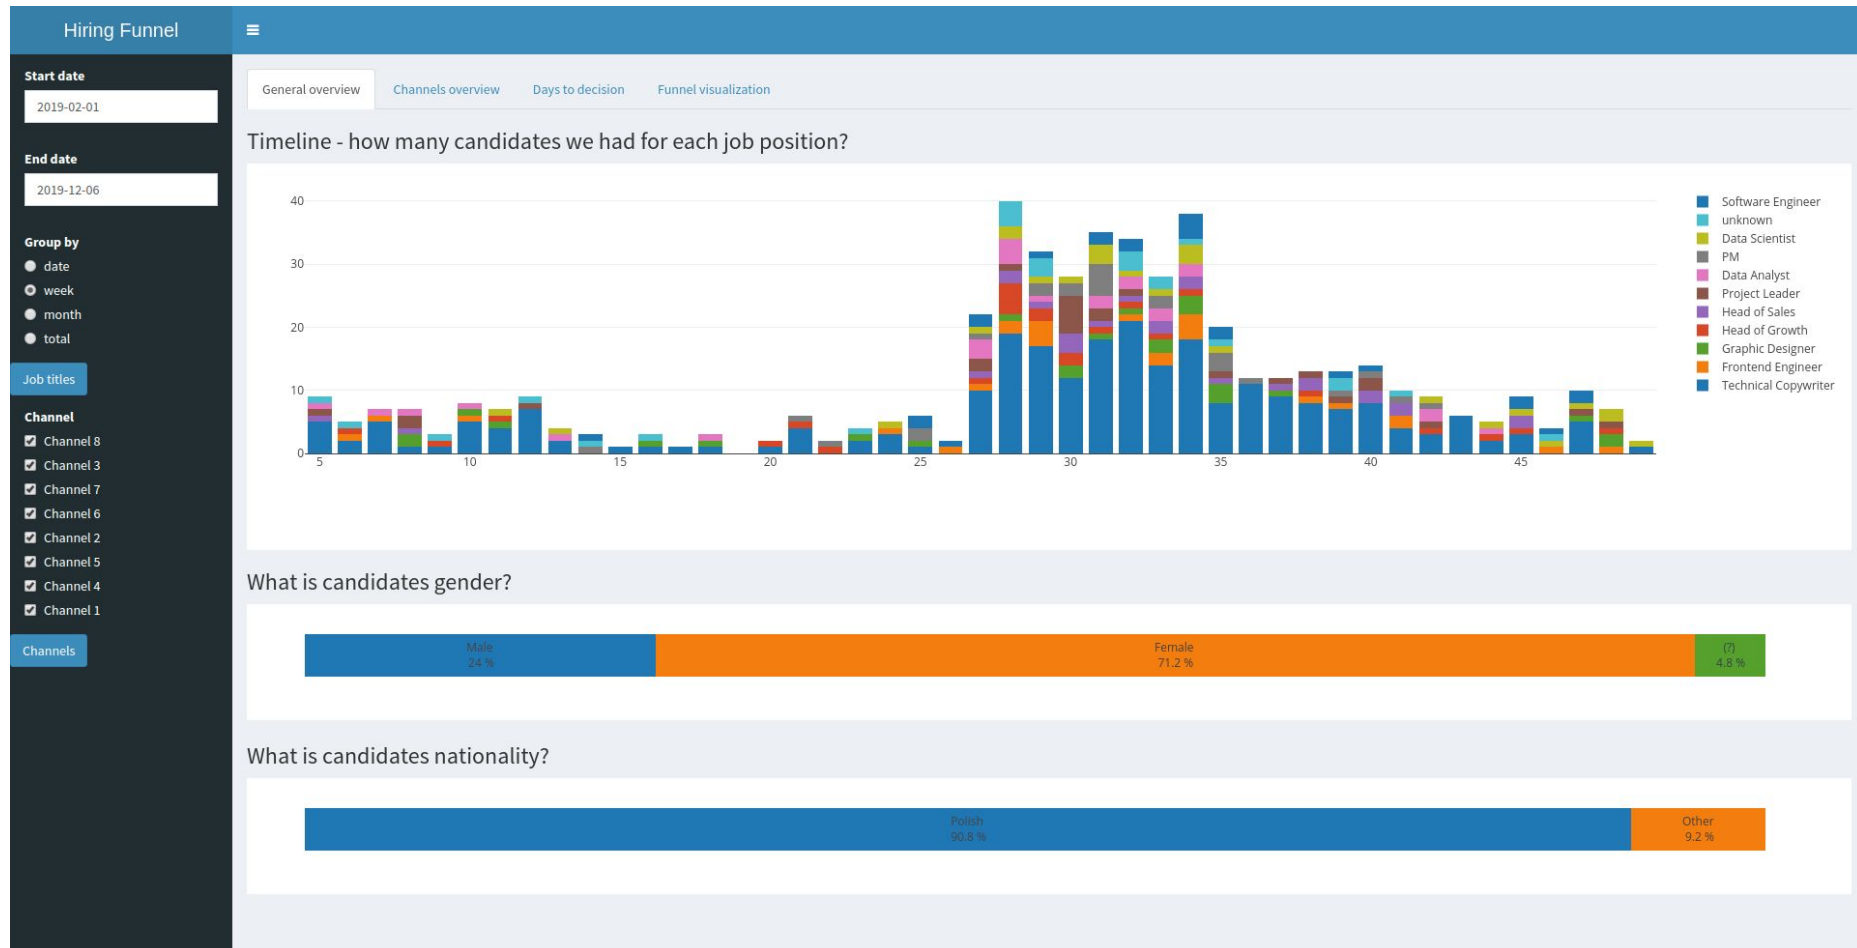 Hiring Funnel
Start date
2019-02-01
End date
2019-12-06
Group by
date
week
month
total
Job titles
Channel
Channel 8
Channel 3
Channel 7
Channel 6
Channel 2
Channel 5
Channel 4
Channel 1
Channels
General overview Channels overview Days to decision Funnel visualization
Timeline - how many candidates we had for each job position?
40
30
20
10
0
5 10 15 20 25 30 35 40 45
Software Engineer
unknown
Data Scientist
PM
Data Analyst
Project Leader
Head of Sales
Head of Growth
Graphic Designer
Frontend Engineer
Technical Copywriter
What is candidates gender?
Male Female (?)
24 % 71.2 % 4.8 %
What is candidates nationality?
Polish Other
90.8 % 9.2 %